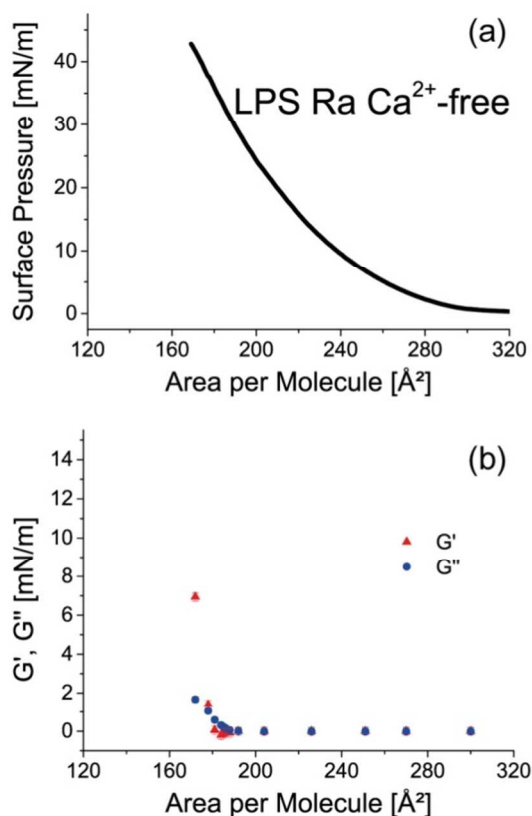 (a)
LPS Ra Ca²⁺-free
Surface Pressure [mN/m]
40
30
20
10
0
120 160 200 240 280 320
Area per Molecule [Å²]
(b)
G'
G''
G', G'' [mN/m]
14
12
10
8
6
4
2
0
120 160 200 240 280 320
Area per Molecule [Å²]